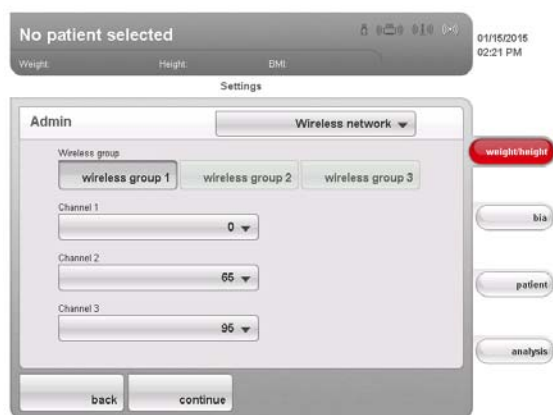 No patient selected
01/15/2015
02:21 PM
Weight: Height: BMI:
Settings
Admin
Wireless network
Wireless group
wireless group 1 wireless group 2 wireless group 3
Channel 1
0
Channel 2
65
Channel 3
95
back continue
weight/height
bia
patient
analysis